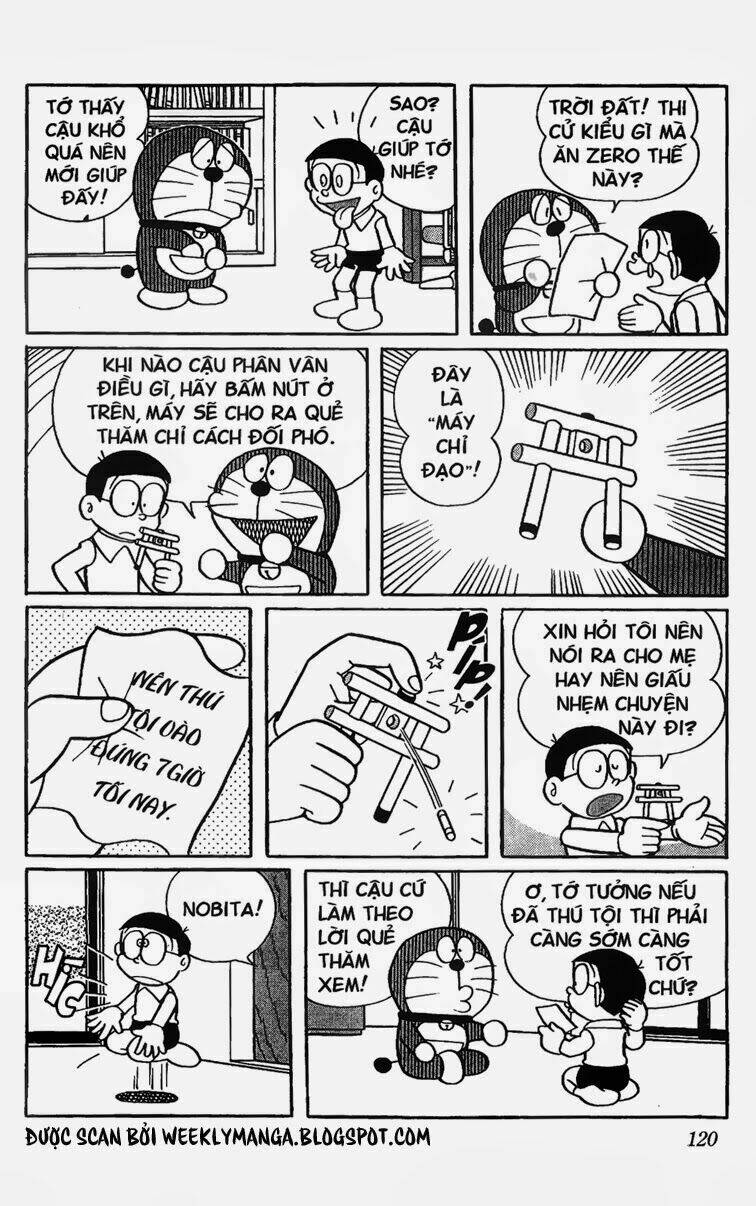 TỚ THẤY
CẬU KHỔ
QUÁ NÊN
MỚI GIÚP
ĐẤY!
SAO?
CẬU
GIÚP TỚ
NHÉ?
TRỜI ĐẤT! THI
CỬ KIỂU GÌ MÀ
ĂN ZERO THẾ
NÀY?
KHI NÀO CẬU PHÂN VÂN
ĐIỀU GÌ, HÃY BẤM NÚT Ở
TRÊN, MÁY SẼ CHO RA QUẺ
THĂM CHỈ CÁCH ĐỐI PHÓ.
ĐÂY
LÀ
“MÁY
CHỈ
ĐẠO”!
NÊN THÚ
TỘI VÀO
ĐÚNG 7 GIỜ
TỐI NAY.
PÍP!
XIN HỎI TÔI NÊN
NÓI RA CHO MẸ
HAY NÊN GIẤU
NHẸM CHUYỆN
NÀY ĐI?
HÍC
NOBITA!
THÌ CẬU CỨ
LÀM THEO
LỜI QUẺ
THĂM
XEM!
Ơ, TỚ TƯỞNG NẾU
ĐÃ THÚ TỘI THÌ PHẢI
CÀNG SỚM CÀNG
TỐT
CHỨ?
ĐƯỢC SCAN BỞI WEEKLYMANGA.BLOGSPOT.COM
120